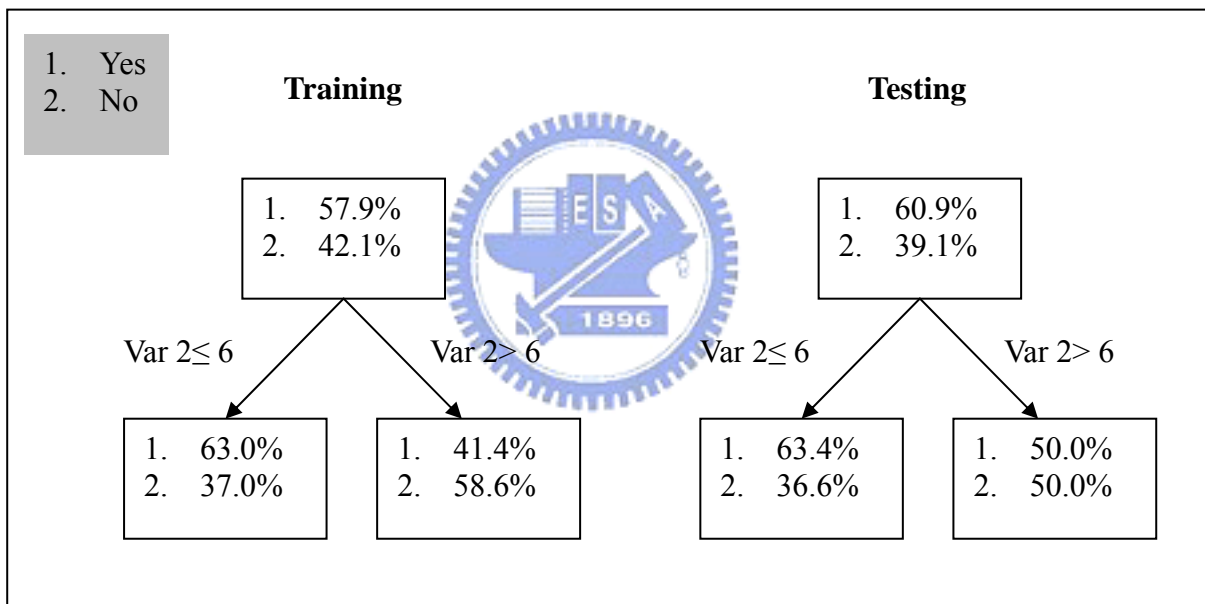 1. Yes
2. No
Training
Testing
E S A
1896
1. 57.9%
2. 42.1%
1. 60.9%
2. 39.1%
Var 2≤ 6
Var 2> 6
Var 2≤ 6
Var 2> 6
1. 63.0%
2. 37.0%
1. 41.4%
2. 58.6%
1. 63.4%
2. 36.6%
1. 50.0%
2. 50.0%